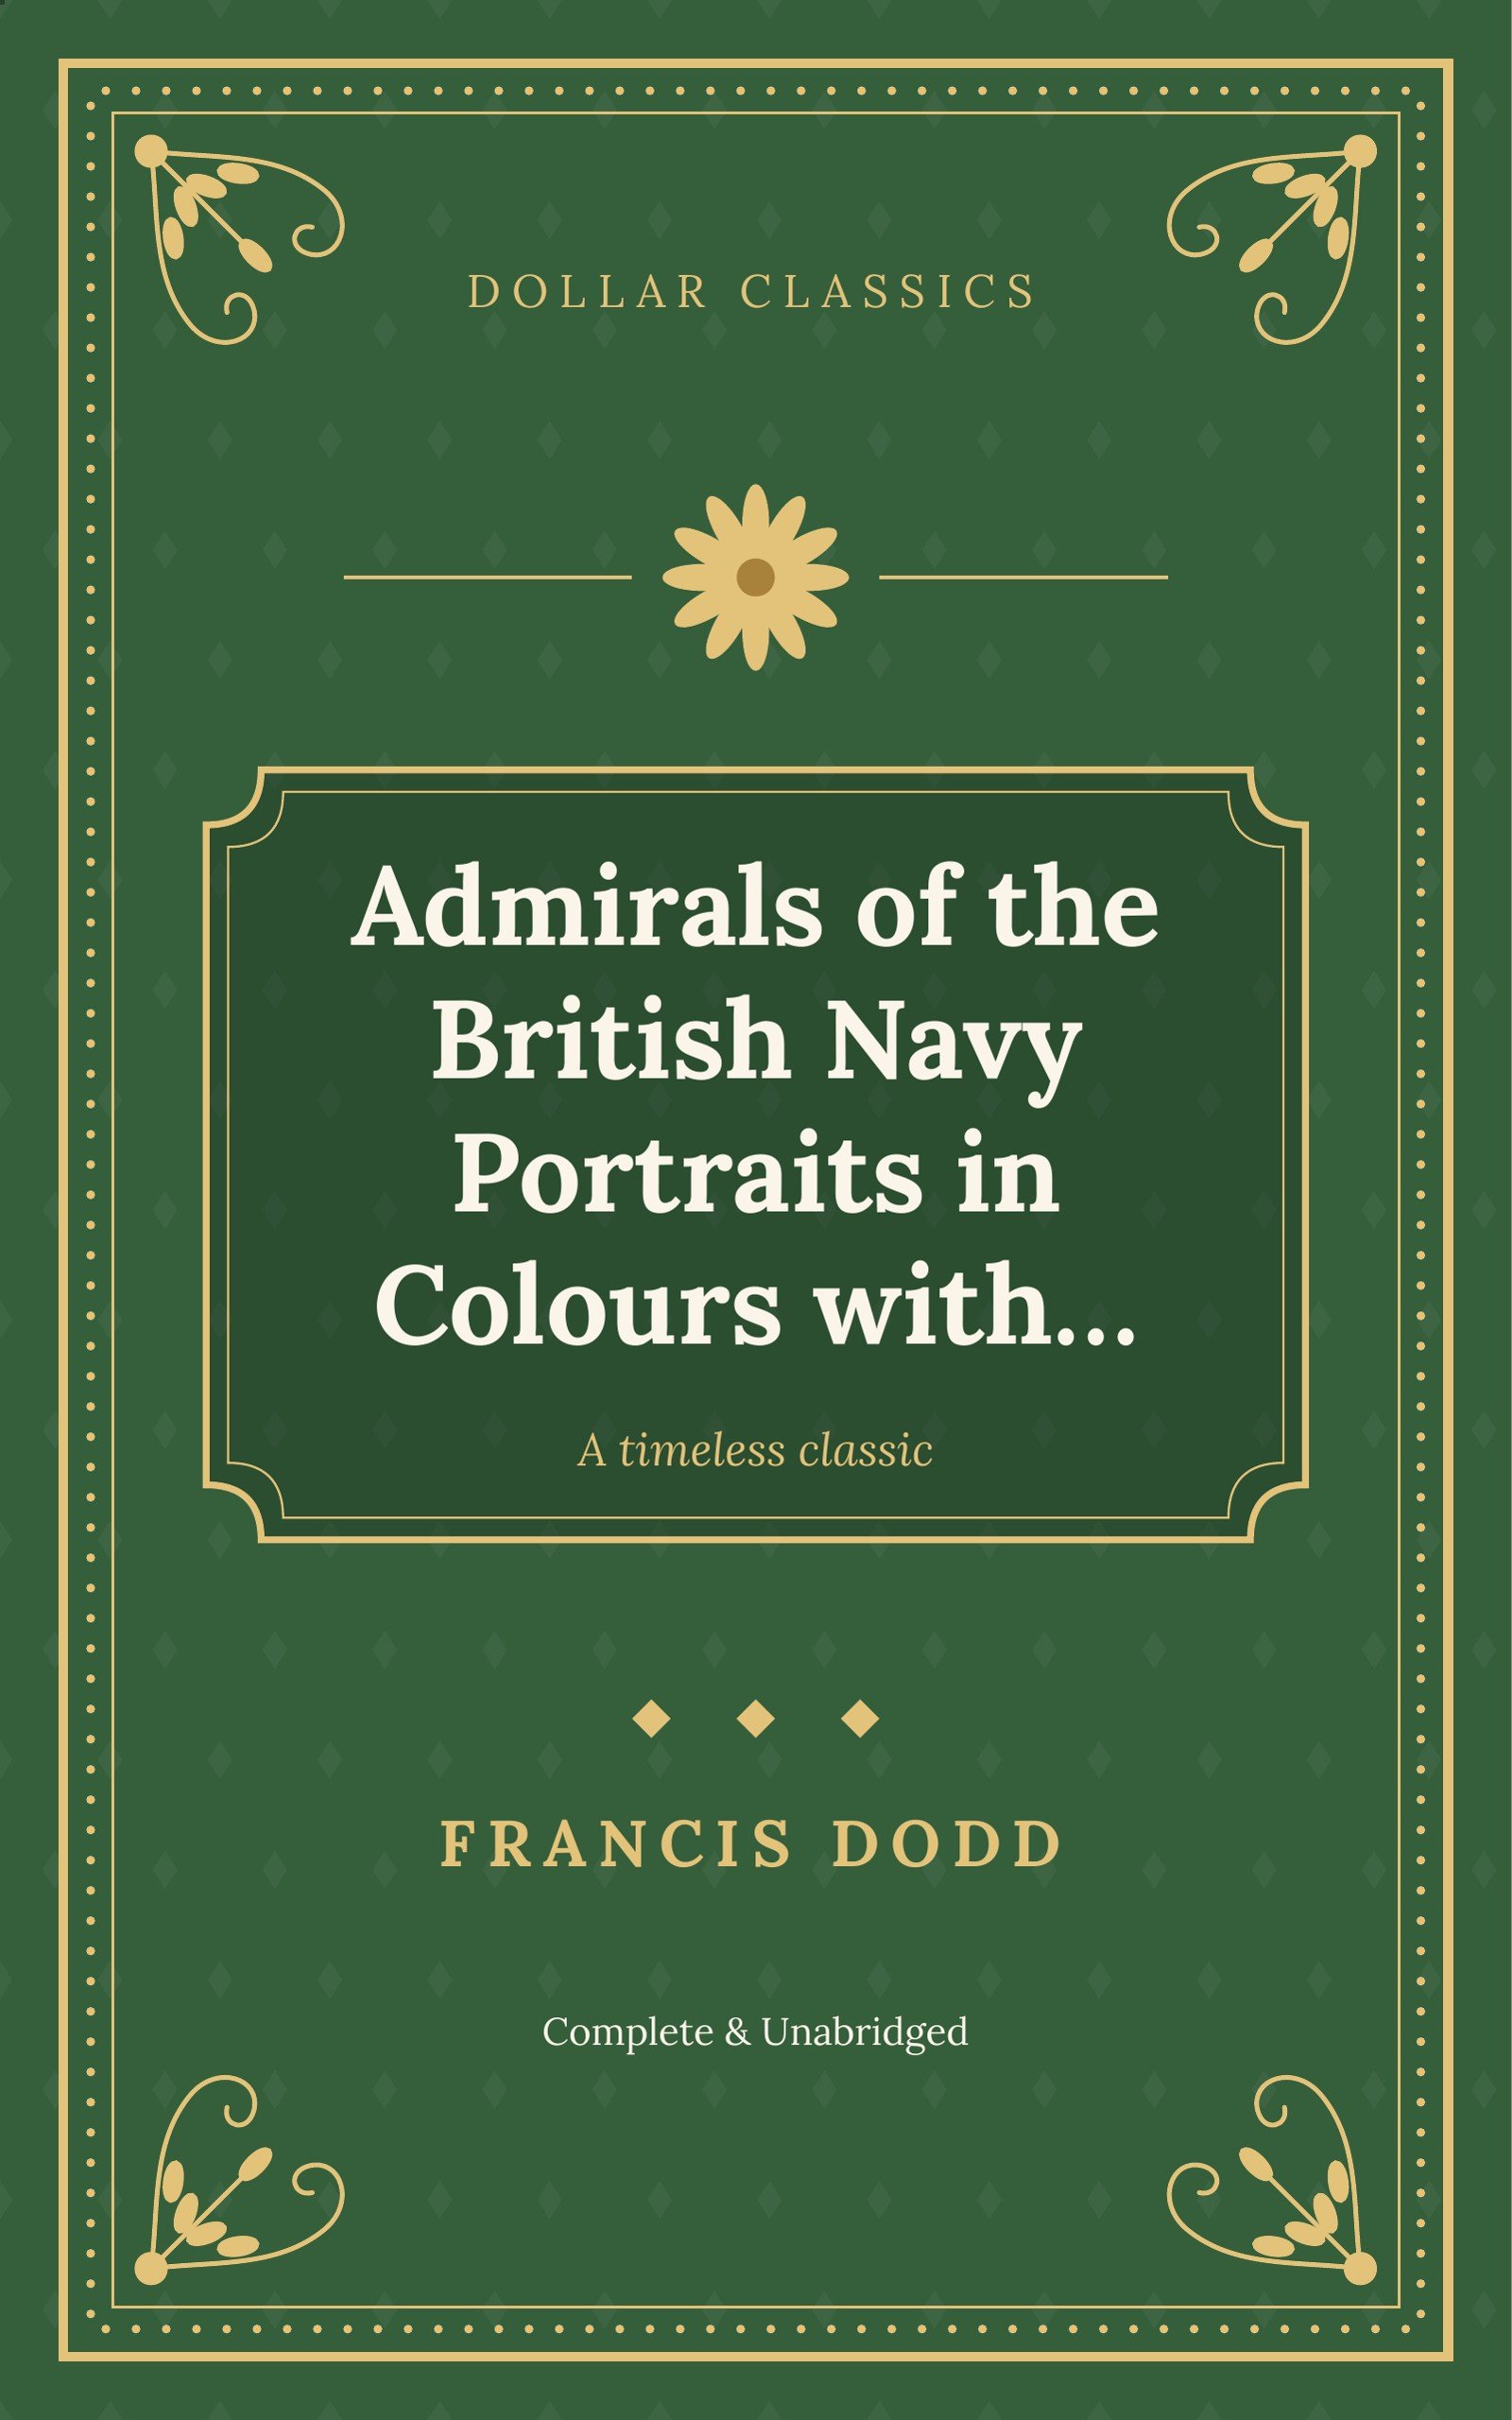 DOLLAR CLASSICS
Admirals of the
British Navy
Portraits in
Colours with...
A timeless classic
FRANCIS DODD
Complete & Unabridged